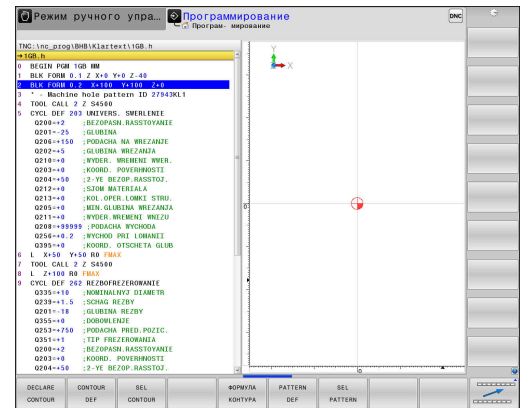 Режим ручного упра...
Программирование
Програм- мирование
DNC
TNC:\nc_prog\BHB\Klartext\1GB.h
→1GB.h
0 BEGIN PGM 1GB MM
1 BLK FORM 0.1 Z X+0 Y+0 Z-40
2 BLK FORM 0.2 X+100 Y+100 Z+0
3 * - Machine hole pattern ID 27943KL1
4 TOOL CALL 2 Z S4500
5 CYCL DEF 203 UNIVERS. SWERLENIE
Q200=+2 ;BEZOPASN.RASSTOYANIE
Q201=-25 ;GLUBINA
Q206=+150 ;PODACHA NA WREZANJE
Q202=+5 ;GLUBINA WREZANJA
Q210=+0 ;WYDER. WREMENI WWER.
Q203=+0 ;KOORD. POVERHNOSTI
Q204=+50 ;2-YE BEZOP.RASSTOJ.
Q212=+0 ;SJOM MATERIALA
Q213=+0 ;KOL.OPER.LOMKI STRU.
Q205=+0 ;MIN.GLUBINA WREZANJA
Q211=+0 ;WYDER.WREMENI WNIZU
Q208=+99999 ;PODACHA WYCHODA
Q256=+0.2 ;WYCHOD PRI LOMANII
Q395=+0 ;KOORD. OTSCHETA GLUB
6 L X+50 Y+50 R0 FMAX
7 TOOL CALL 2 Z S4500
8 L Z+100 R0 FMAX
9 CYCL DEF 262 REZBOFREZEROWANIE
Q335=+10 ;NOMINALNYJ DIAMETR
Q239=+1.5 ;SCHAG REZBY
Q201=-18 ;GLUBINA REZBY
Q355=+0 ;DOBOWLENJE
Q253=+750 ;PODACHA PRED.POZIC.
Q351=+1 ;TIP FREZEROWANIA
Q200=+2 ;BEZOPASN.RASSTOYANIE
Q203=+0 ;KOORD. POVERHNOSTI
Q204=+50 ;2-YE BEZOP.RASSTOJ.
Y
X
0
0
DECLARE CONTOUR
CONTOUR DEF
SEL CONTOUR
ФОРМУЛА КОНТУРА
PATTERN DEF
SEL PATTERN